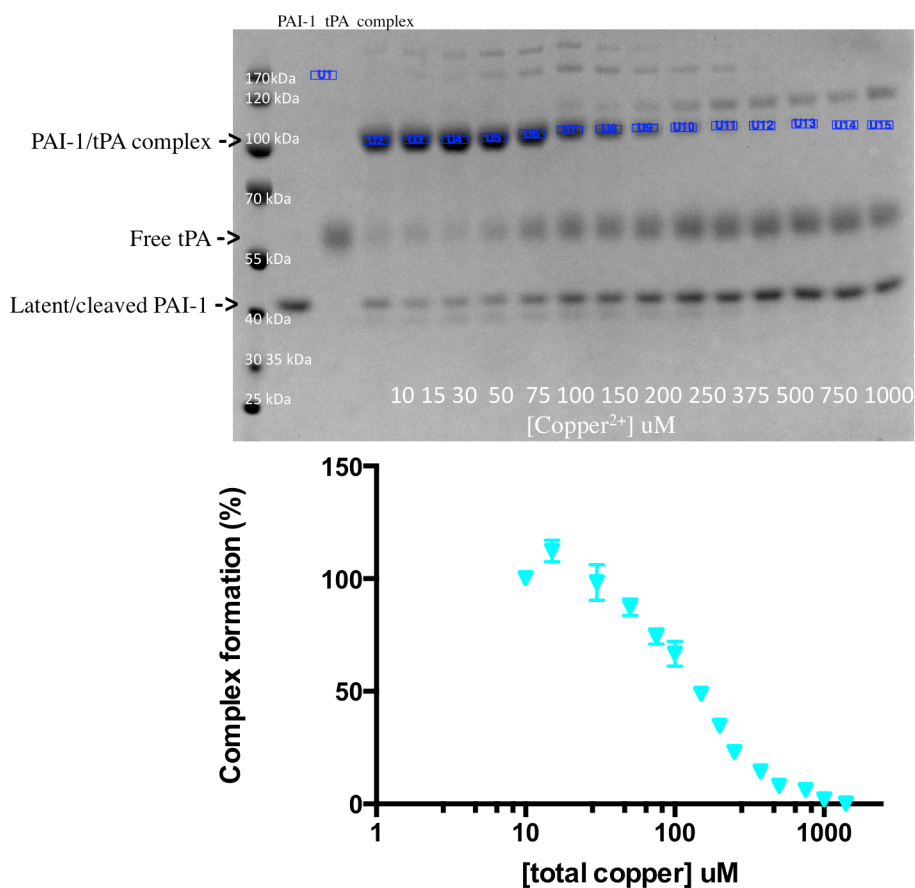 PAI-1 tPA complex
170kDa
U1
120 kDa
PAI-1/tPA complex ->
100 kDa
U2 U3 U4 U5 U6 U7 U8 U9 U10 U11 U12 U13 U14 U15
70 kDa
Free tPA ->
55 kDa
Latent/cleaved PAI-1 ->
40 kDa
30 35 kDa
25 kDa
10 15 30 50 75 100 150 200 250 375 500 750 1000
[Copper²⁺] uM
Complex formation (%)
150
100
50
0
1 10 100 1000
[total copper] uM